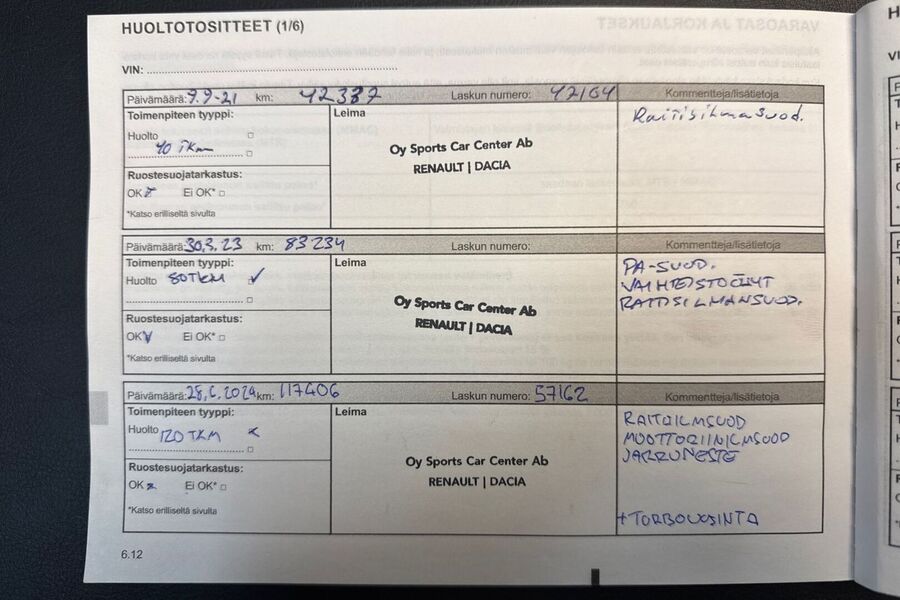 HUOLTOTOSITTEET (1/6)
VIN:
Päivämäärä: 9.9-21 km: 42337 Laskun numero: 42164 Kommentteja/lisätietoja
Toimenpiteen tyyppi: Leima Raitisilmasuod.
Huolto
40 tkm
Oy Sports Car Center Ab
RENAULT | DACIA
Ruostesuojatarkastus:
OK Ei OK*
*Katso erilliseltä sivulta
Päivämäärä: 30.3.23 km: 83234 Laskun numero: Kommentteja/lisätietoja
Toimenpiteen tyyppi: Leima PA-SUOD.
Huolto 80TKM VAIHTEISTOÖLJYT
RAITISILMANSUOD.
Oy Sports Car Center Ab
RENAULT | DACIA
Ruostesuojatarkastus:
OK Ei OK*
*Katso erilliseltä sivulta
Päivämäärä: 28.6.2024 km: 117406 Laskun numero: 57162 Kommentteja/lisätietoja
Toimenpiteen tyyppi: Leima RAITOILMSUOD
Huolto 120 TKM MUOTTORIINILMSUOD
JARRUNESTE
Oy Sports Car Center Ab
RENAULT | DACIA
Ruostesuojatarkastus:
OK Ei OK*
*Katso erilliseltä sivulta
+TORBOUUSINTA
6.12